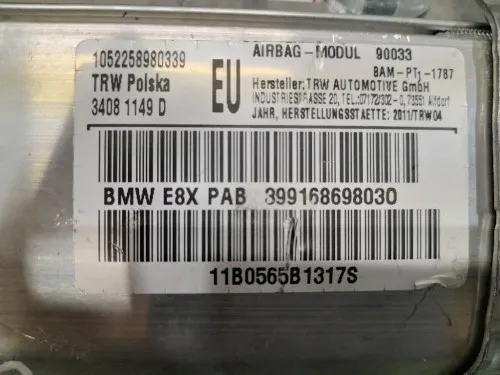 1052258980339
TRW Polska
3408 1149 D
EU
AIRBAG-MODUL 90033
BAM-PT1-1787
Hersteller: TRW AUTOMOTIVE GmbH
INDUSTRIESTRASSE 20, TEL.:07172/302-0, 73551 Alfdorf
JAHR, HERSTELLUNGSSTAETTE: 2011/TRW04
BMW E8X PAB 399168698030
11B0565B1317S